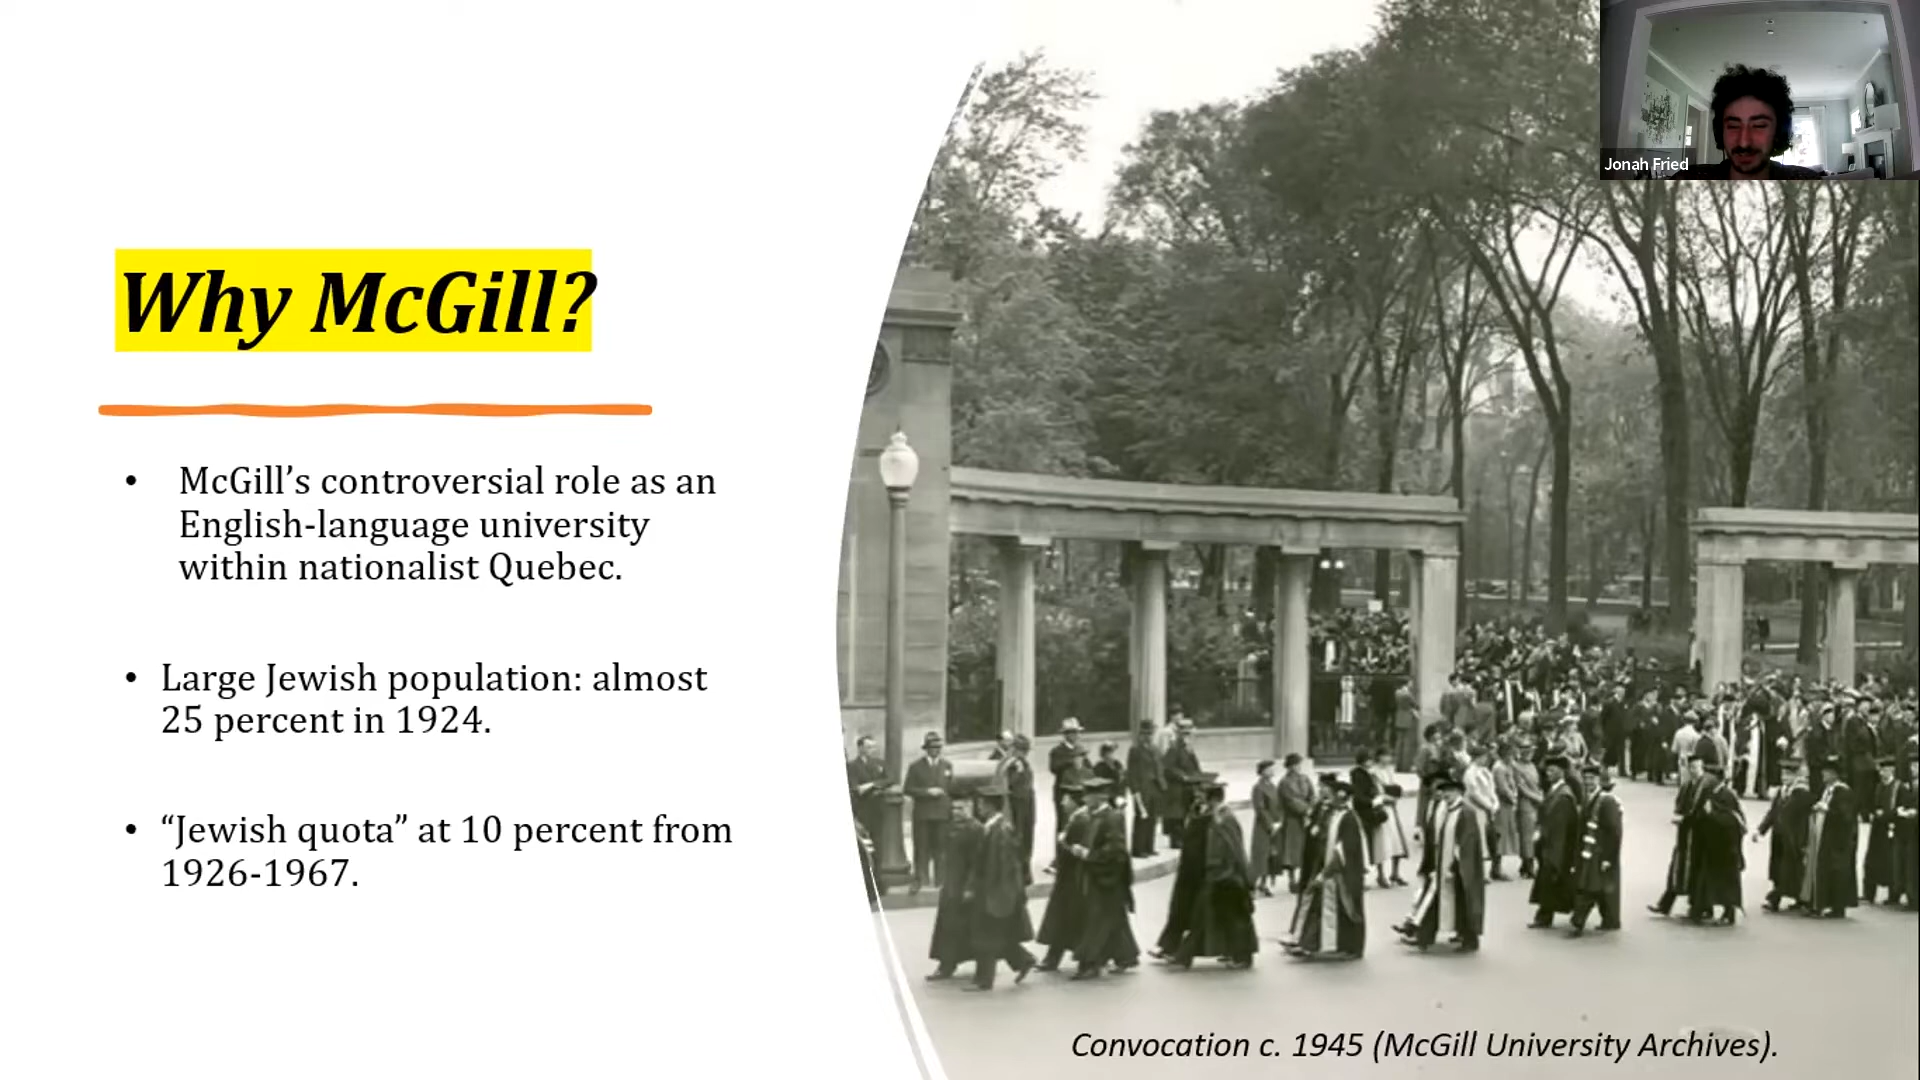 Jonah Fried
Why McGill?
• McGill’s controversial role as an
English-language university
within nationalist Quebec.
• Large Jewish population: almost
25 percent in 1924.
• “Jewish quota” at 10 percent from
1926-1967.
Convocation c. 1945 (McGill University Archives).